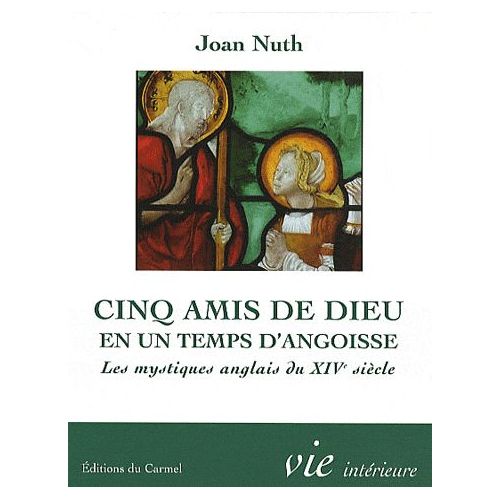 Joan Nuth
CINQ AMIS DE DIEU
EN UN TEMPS D'ANGOISSE
Les mystiques anglais du XIVe siècle
Éditions du Carmel
vie intérieure